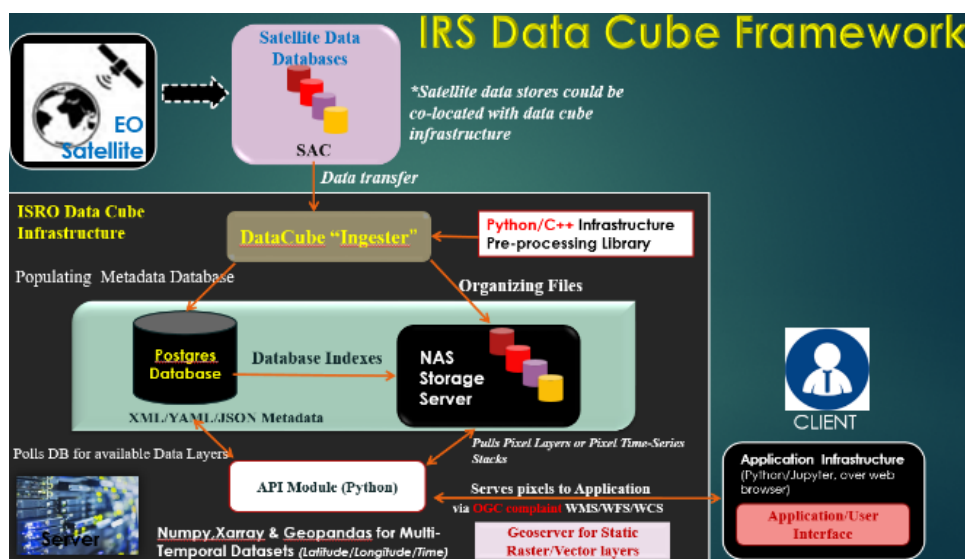 IRS Data Cube Framework
EO
Satellite
Satellite Data
Databases
SAC
*Satellite data stores could be
co-located with data cube
infrastructure
Data transfer
ISRO Data Cube
Infrastructure
DataCube “Ingester”
Python/C++ Infrastructure
Pre-processing Library
Populating Metadata Database
Organizing Files
Postgres
Database
Database Indexes
NAS
Storage
Server
XML/YAML/JSON Metadata
Polls DB for available Data Layers
Pulls Pixel Layers or Pixel Time-Series
Stacks
CLIENT
API Module (Python)
Serves pixels to Application
via OGC complaint WMS/WFS/WCS
Application Infrastructure
(Python/Jupyter, over web
browser)
Application/User
Interface
Server
Numpy,Xarray & Geopandas for Multi-
Temporal Datasets (Latitude/Longitude/Time)
Geoserver for Static
Raster/Vector layers